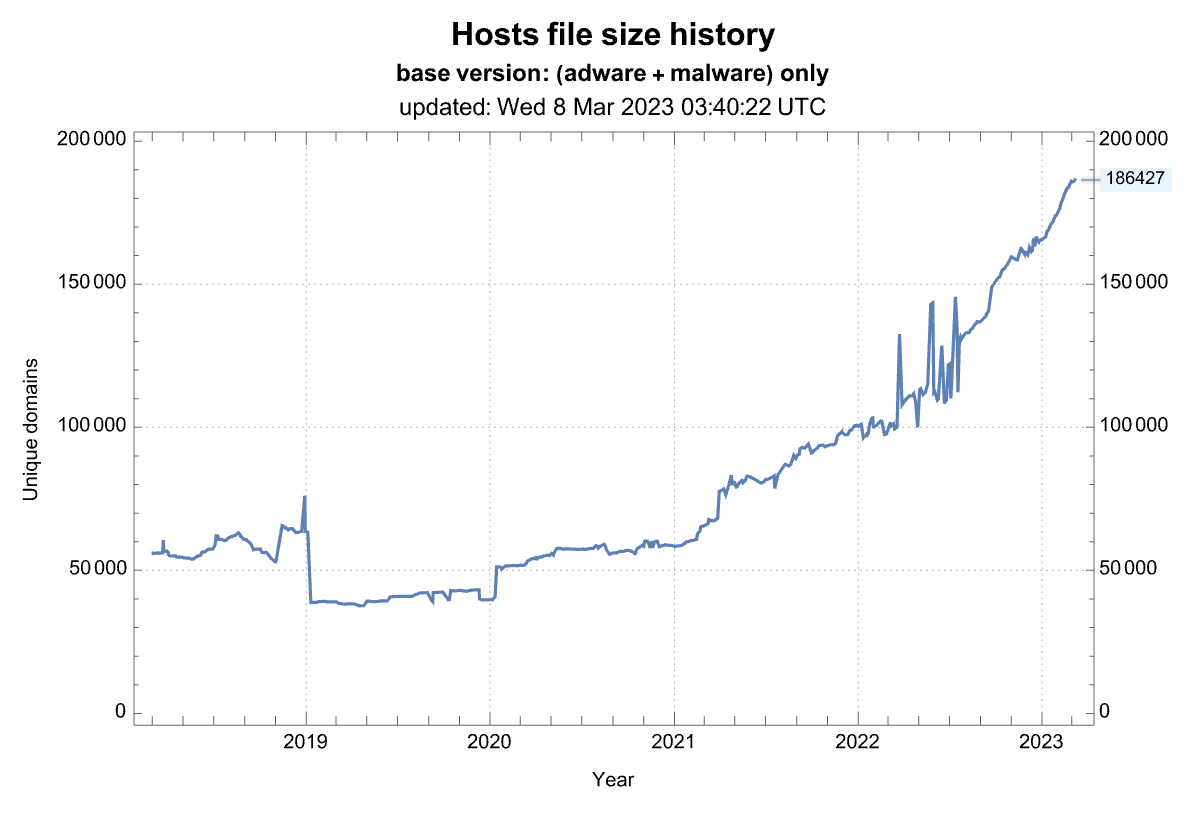 Hosts file size history
base version: (adware + malware) only
updated: Wed 8 Mar 2023 03:40:22 UTC
200 000
150 000
100 000
50 000
0
200 000
186427
150 000
100 000
50 000
0
Unique domains
2019 2020 2021 2022 2023
Year